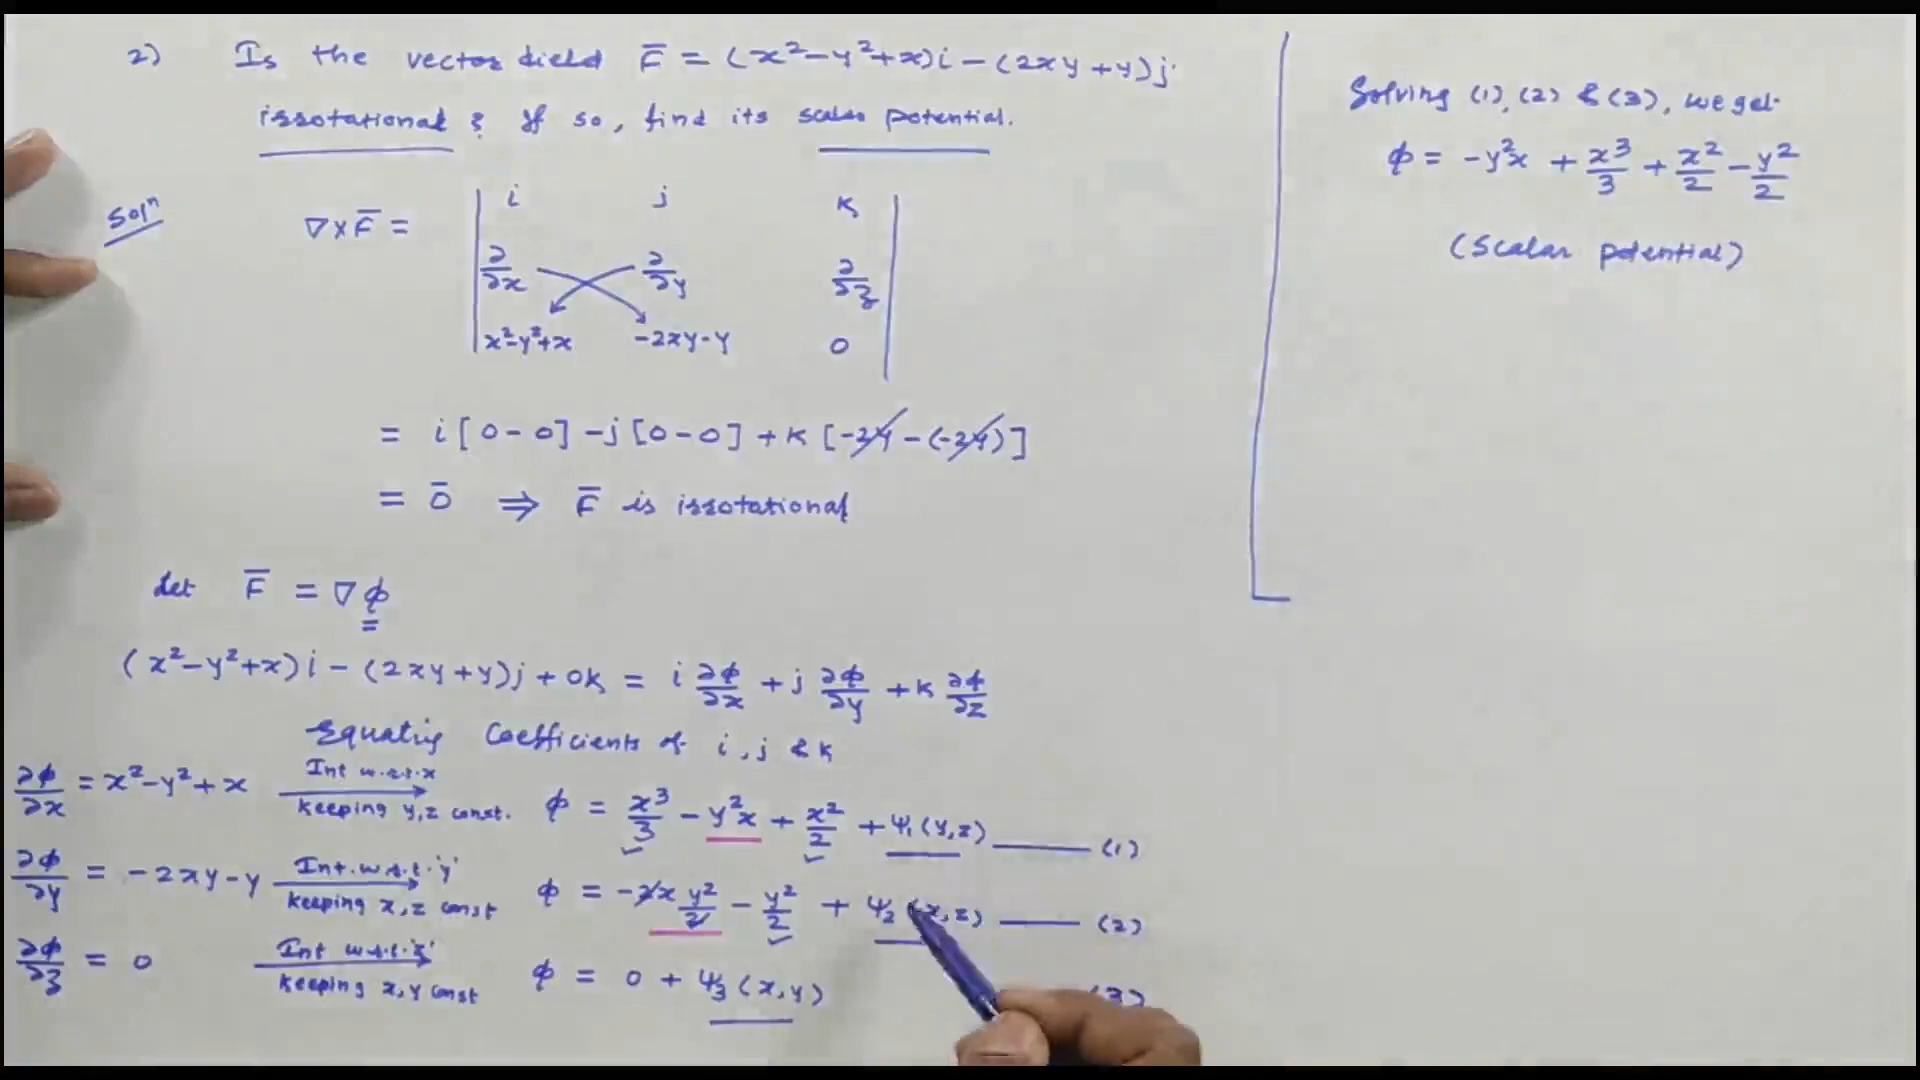 2) Is the vector field F̅ = (x²-y²+x)i-(2xy+y)j
irrotational ? If so, find its scalar potential.
Solⁿ
∇×F̅ = | i j K |
| ∂/∂x ∂/∂y ∂/∂z |
| x²-y²+x -2xy-y 0 |
= i[0-0]-j[0-0]+K[-2y-(-2y)]
= 0̅ ⇒ F̅ is irrotational
Let F̅ = ∇ϕ
(x²-y²+x)i-(2xy+y)j+0K = i ∂ϕ/∂x + j ∂ϕ/∂y + K ∂ϕ/∂z
Equatig Coefficients of i, j & K
∂ϕ/∂x = x²-y²+x Int w.r.t.x keeping y,z const. ϕ = x³/3 - y²x + x²/2 + ψ₁(y,z) ——— (1)
∂ϕ/∂y = -2xy-y Int.w.r.t.'y' keeping x,z const ϕ = -2x y²/2 - y²/2 + ψ₂(x,z) —— (2)
∂ϕ/∂z = 0 Int w.r.t.'z' keeping x,y const ϕ = 0 + ψ₃(x,y) (3)
Solving (1), (2) & (3), we get
ϕ = -y²x + x³/3 + x²/2 - y²/2
(Scalar potential)